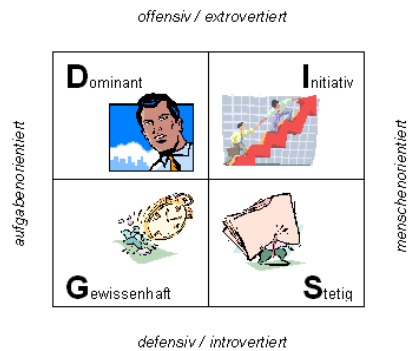 offensiv / extrovertiert
Dominant
Initiativ
aufgabenorientiert
menschenorientiert
Gewissenhaft
Stetig
defensiv / introvertiert